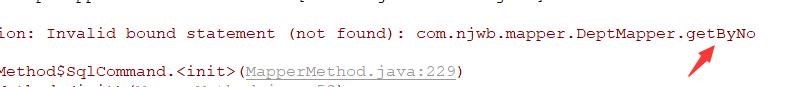 ion: Invalid bound statement (not found): com.njwb.mapper.DeptMapper.getByNo
Method$SqlCommand.<init>(MapperMethod.java:229)